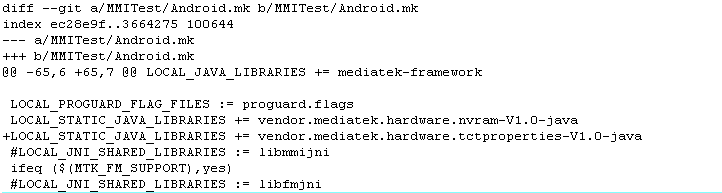 diff --git a/MMITest/Android.mk b/MMITest/Android.mk
index ec28e9f..3664275 100644
--- a/MMITest/Android.mk
+++ b/MMITest/Android.mk
@@ -65,6 +65,7 @@ LOCAL_JAVA_LIBRARIES += mediatek-framework
 LOCAL_PROGUARD_FLAG_FILES := proguard.flags
 LOCAL_STATIC_JAVA_LIBRARIES += vendor.mediatek.hardware.nvram-V1.0-java
+LOCAL_STATIC_JAVA_LIBRARIES += vendor.mediatek.hardware.tctproperties-V1.0-java
 #LOCAL_JNI_SHARED_LIBRARIES := libmmijni
 ifeq ($(MTK_FM_SUPPORT),yes)
 #LOCAL_JNI_SHARED_LIBRARIES := libfmjni